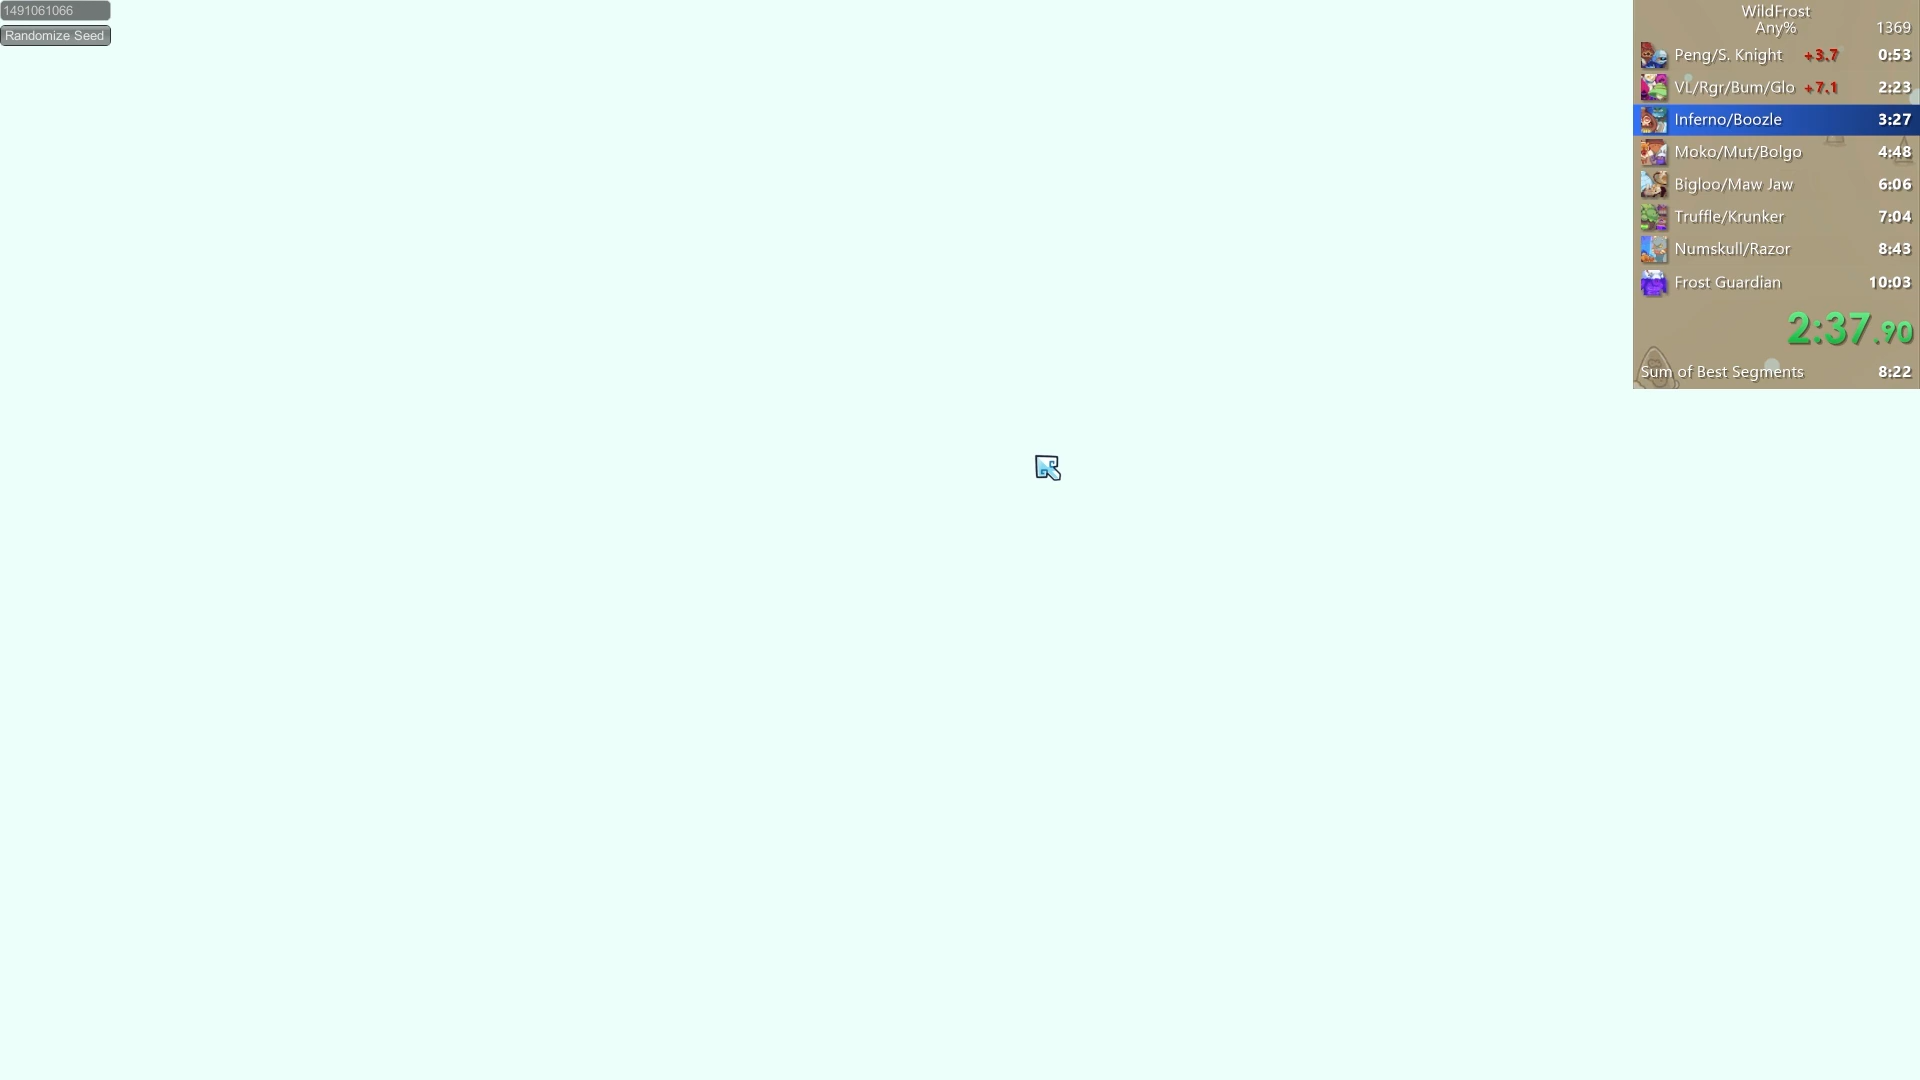 1491061066
Randomize Seed
WildFrost
Any% 1369
Peng/S. Knight +3.7 0:53
VL/Rgr/Bum/Glo +7.1 2:23
Inferno/Boozle 3:27
Moko/Mut/Bolgo 4:48
Bigloo/Maw Jaw 6:06
Truffle/Krunker 7:04
Numskull/Razor 8:43
Frost Guardian 10:03
2:37.90
Sum of Best Segments 8:22